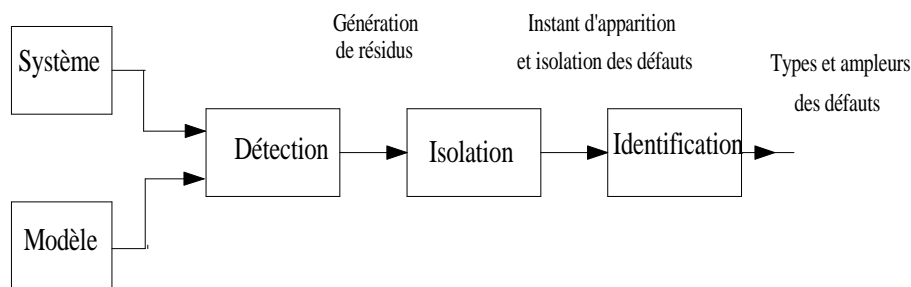 Génération
de résidus
Instant d'apparition
et isolation des défauts
Types et ampleurs
des défauts
Système
Détection
Isolation
Identification
Modèle